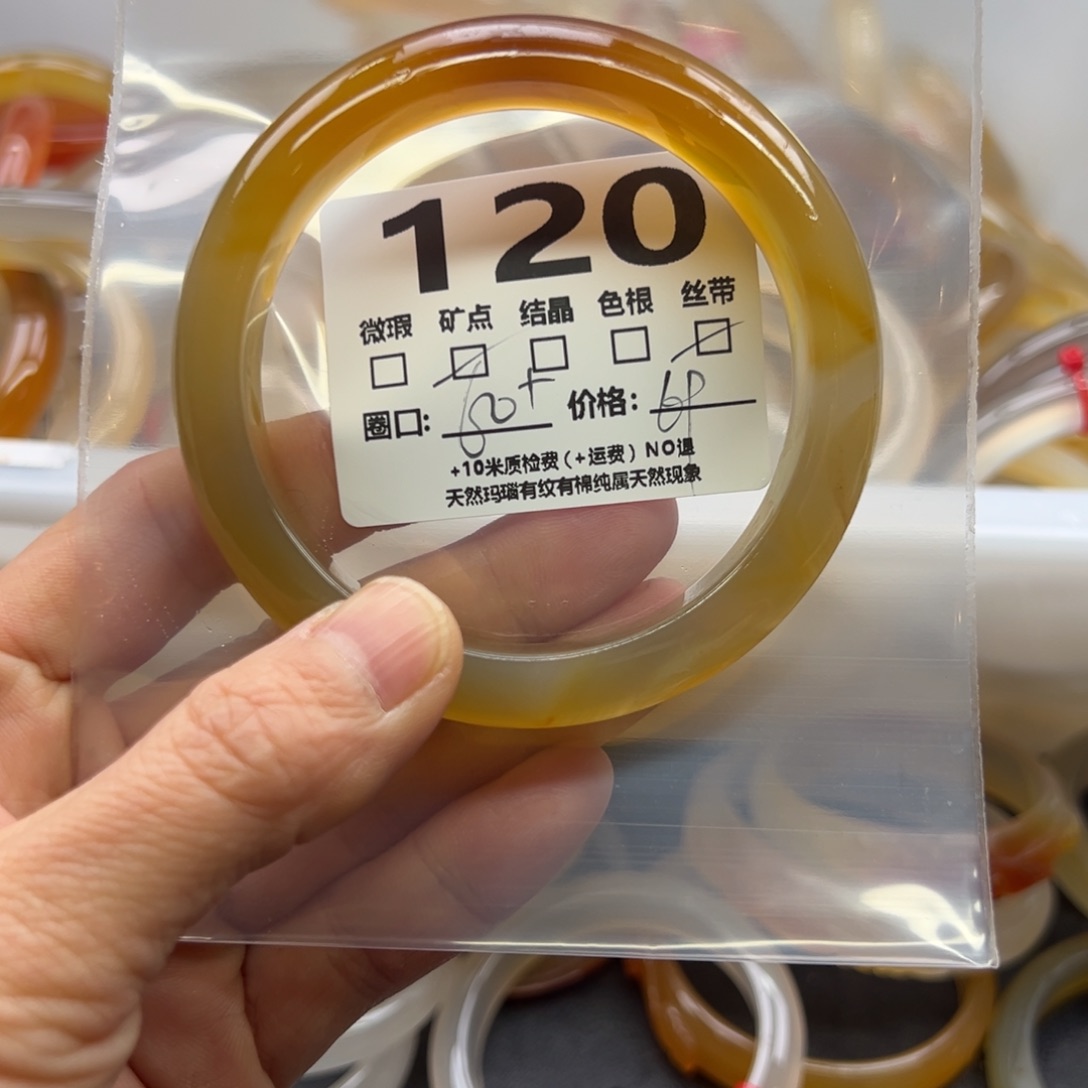 120
微瑕 矿点 结晶 色根 丝带
圈口: 价格:
+10米质检费(+运费)NO退
天然玛瑙有纹有棉纯属天然现象